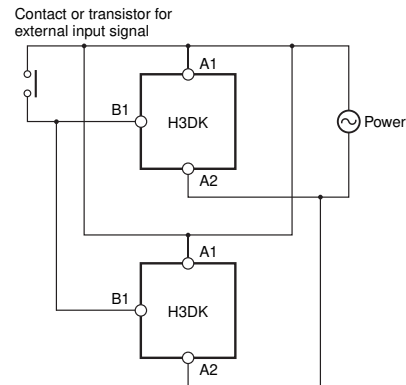 Contact or transistor for
external input signal
A1
B1
H3DK
Power
A2
A1
B1
H3DK
A2